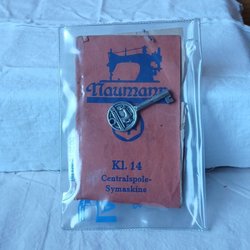 Naumann
Kl. 14
Centralspole-
Symaskine